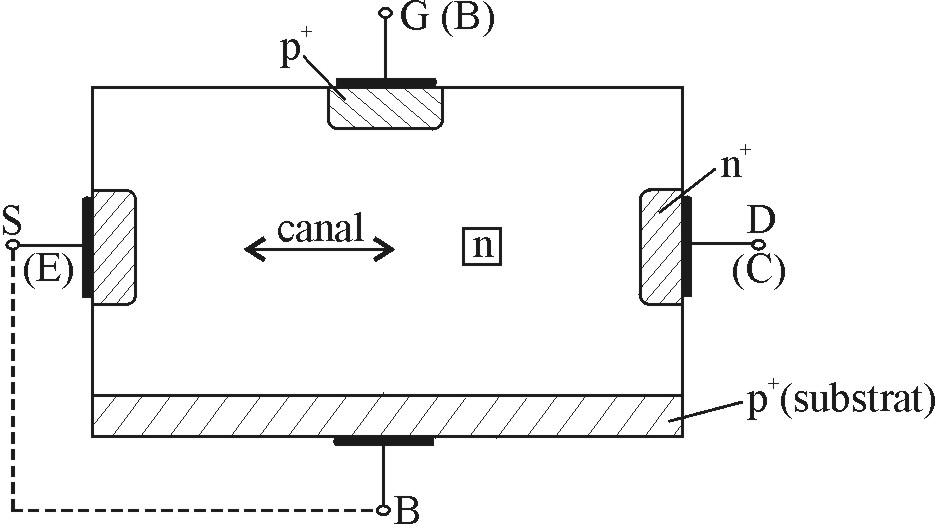 G (B)
p+
n+
S
canal
n
D
(E)
(C)
p+(substrat)
B